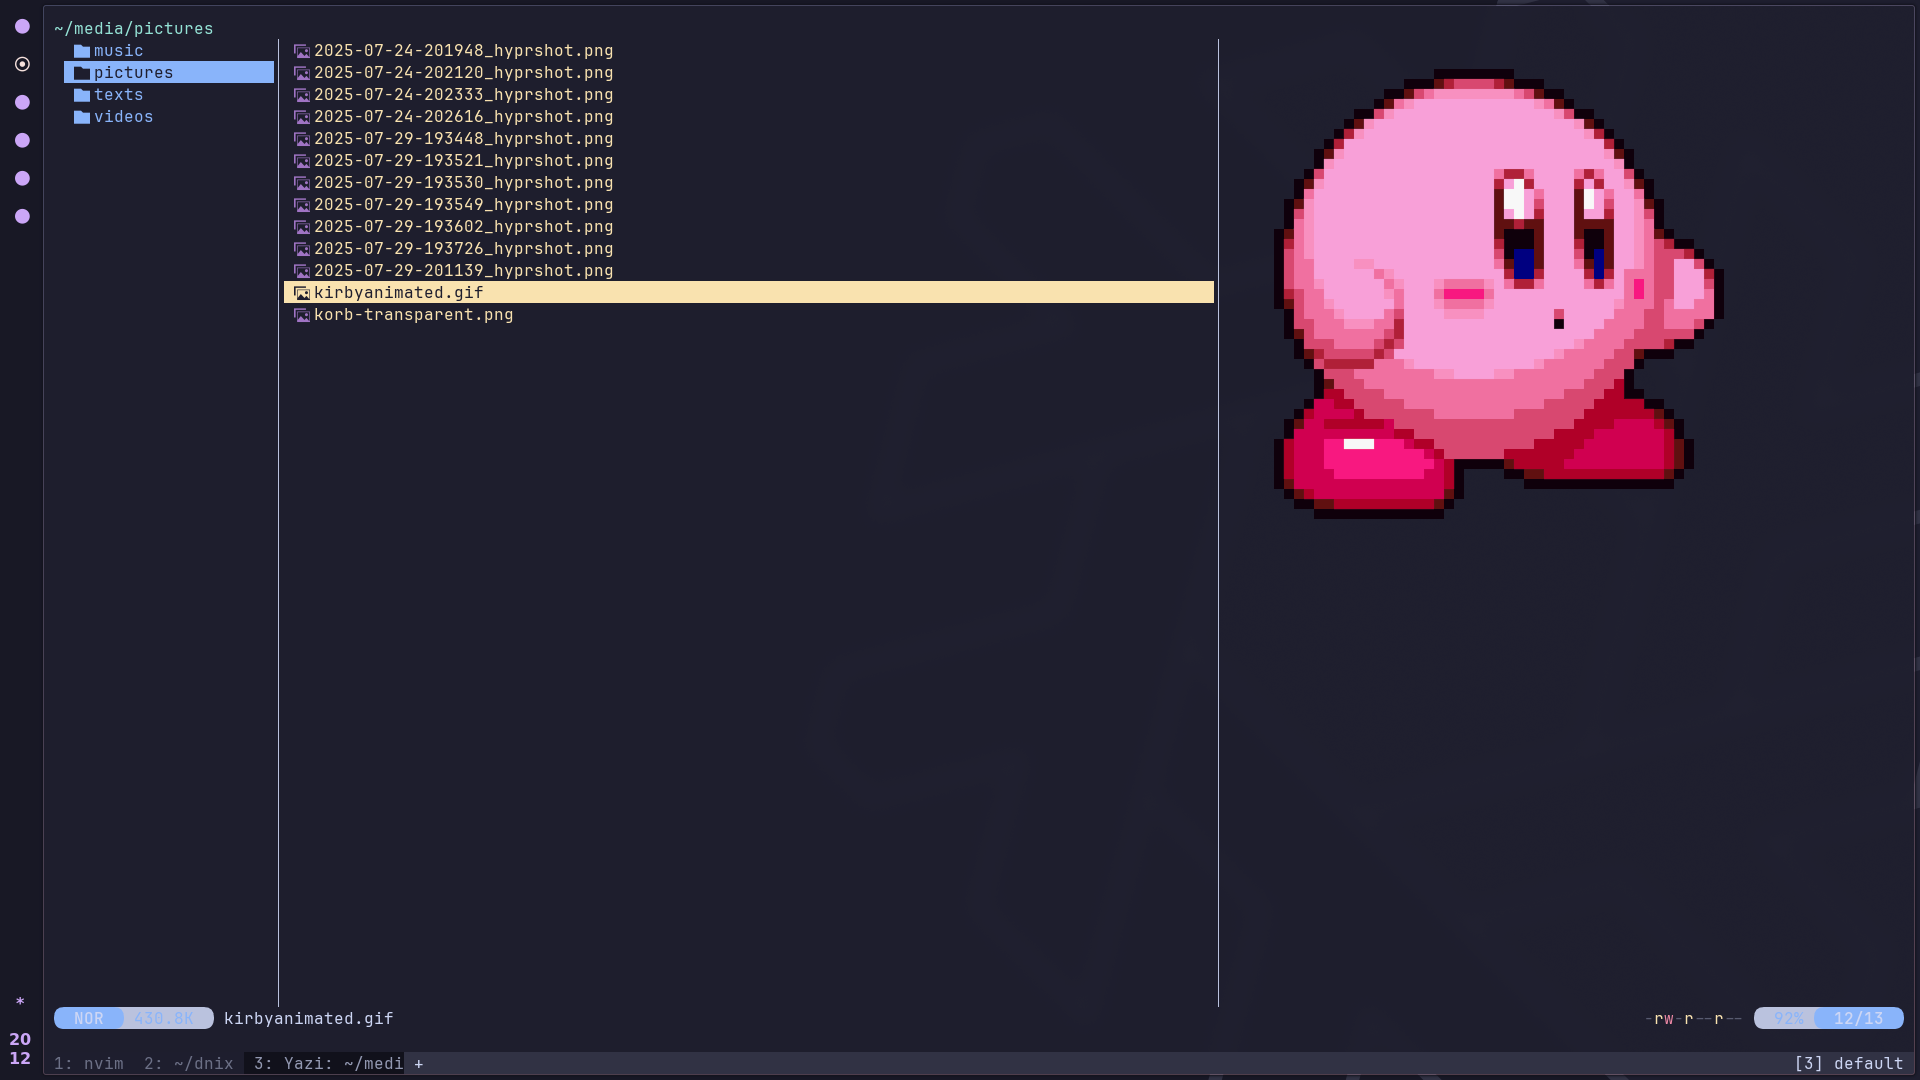 ~/media/pictures
music
pictures
texts
videos
2025-07-24-201948_hyprshot.png
2025-07-24-202120_hyprshot.png
2025-07-24-202333_hyprshot.png
2025-07-24-202616_hyprshot.png
2025-07-29-193448_hyprshot.png
2025-07-29-193521_hyprshot.png
2025-07-29-193530_hyprshot.png
2025-07-29-193549_hyprshot.png
2025-07-29-193602_hyprshot.png
2025-07-29-193726_hyprshot.png
2025-07-29-201139_hyprshot.png
kirbyanimated.gif
korb-transparent.png
*
20
12
NOR 430.8K kirbyanimated.gif -rw-r--r-- 92% 12/13
1: nvim 2: ~/dnix 3: Yazi: ~/medi + [3] default